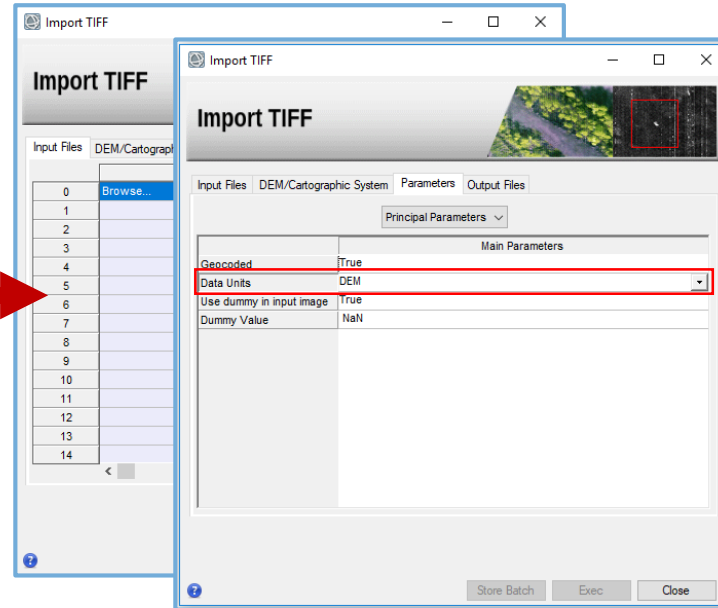 Import TIFF
Import TIFF
Input Files DEM/Cartograph
0 Browse...
1
2
3
4
5
6
7
8
9
10
11
12
13
14
Import TIFF
Import TIFF
Input Files DEM/Cartographic System Parameters Output Files
Principal Parameters
Main Parameters
Geocoded True
Data Units DEM
Use dummy in input image True
Dummy Value NaN
Store Batch Exec Close